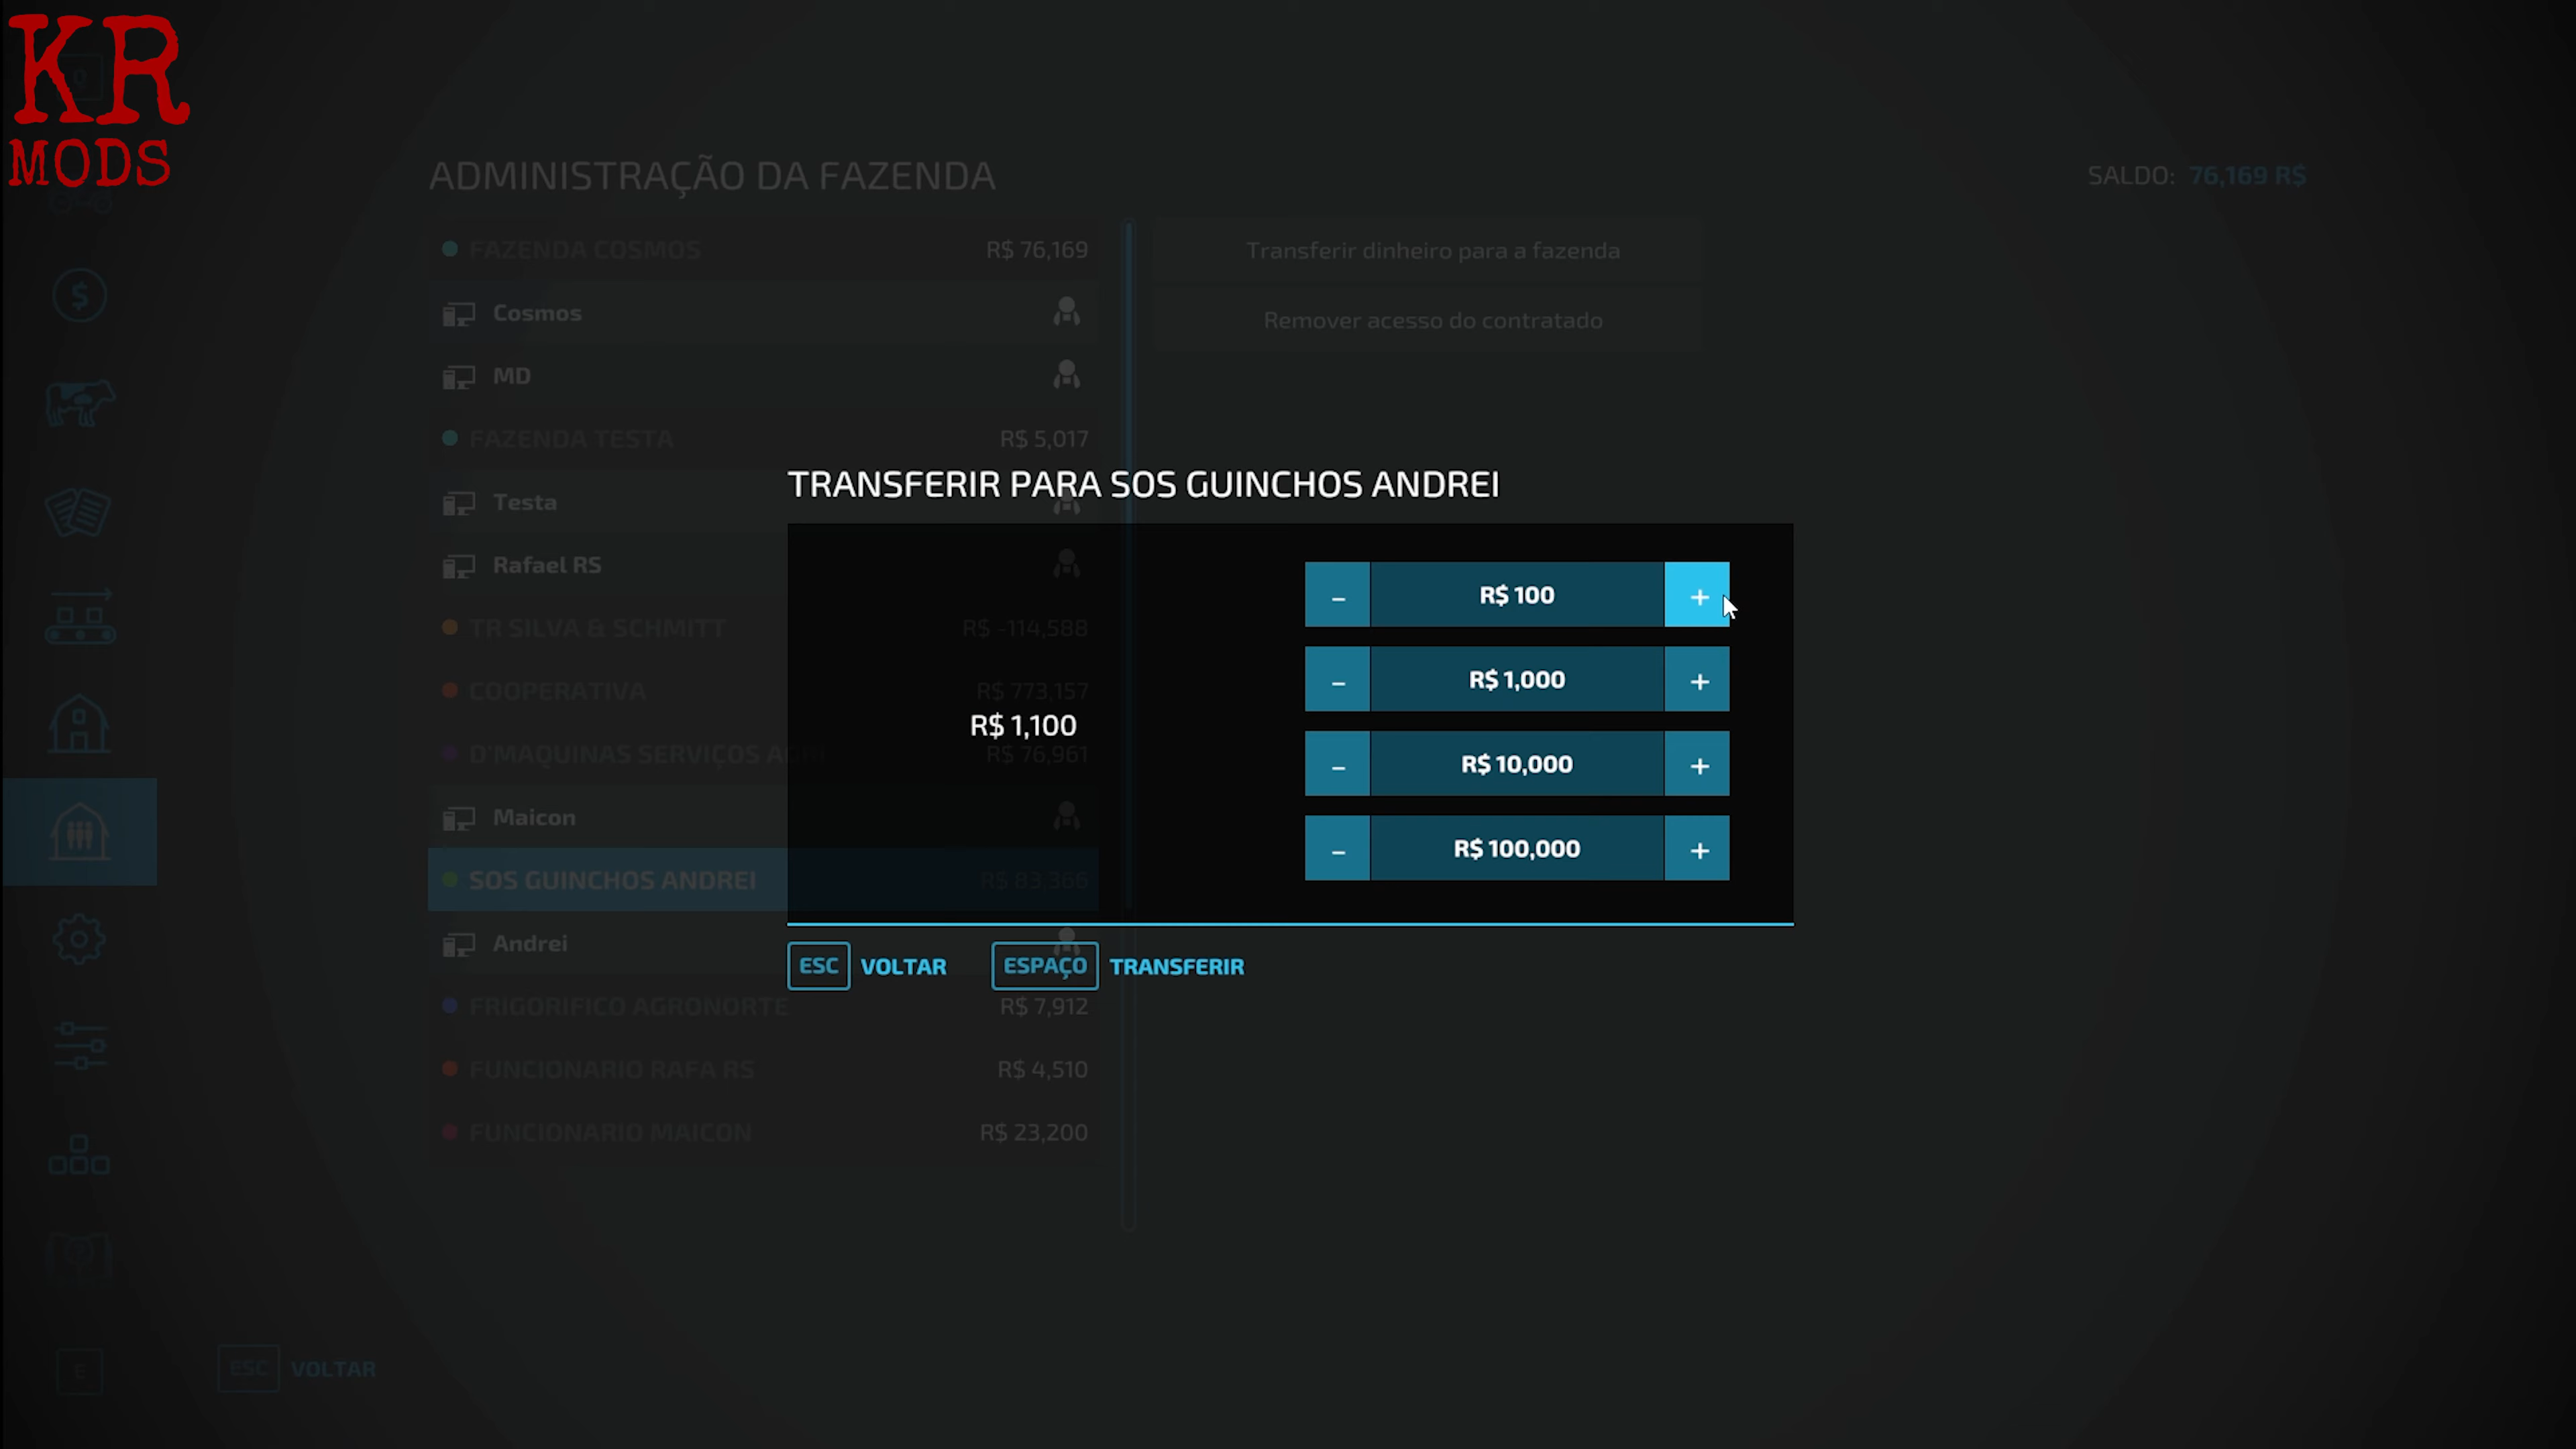 KR
MODS
Q
ADMINISTRAÇÃO DA FAZENDA
SALDO: 76,169 R$
FAZENDA COSMOS R$ 76,169
Cosmos
MD
FAZENDA TESTA R$ 5,017
Testa
Rafael RS
TR SILVA & SCHMITT R$ -114,588
COOPERATIVA R$ 773,157
D'MAQUINAS SERVIÇOS R$ 76,961
Maicon
SOS GUINCHOS ANDREI R$ 83,366
Andrei
FRIGORIFICO AGRONORTE R$ 7,912
FUNCIONARIO RAFA RS R$ 4,510
FUNCIONARIO MAICON R$ 23,200
Transferir dinheiro para a fazenda
Remover acesso do contratado
TRANSFERIR PARA SOS GUINCHOS ANDREI
R$ 1,100
- R$ 100 +
- R$ 1,000 +
- R$ 10,000 +
- R$ 100,000 +
ESC VOLTAR ESPAÇO TRANSFERIR
E ESC VOLTAR